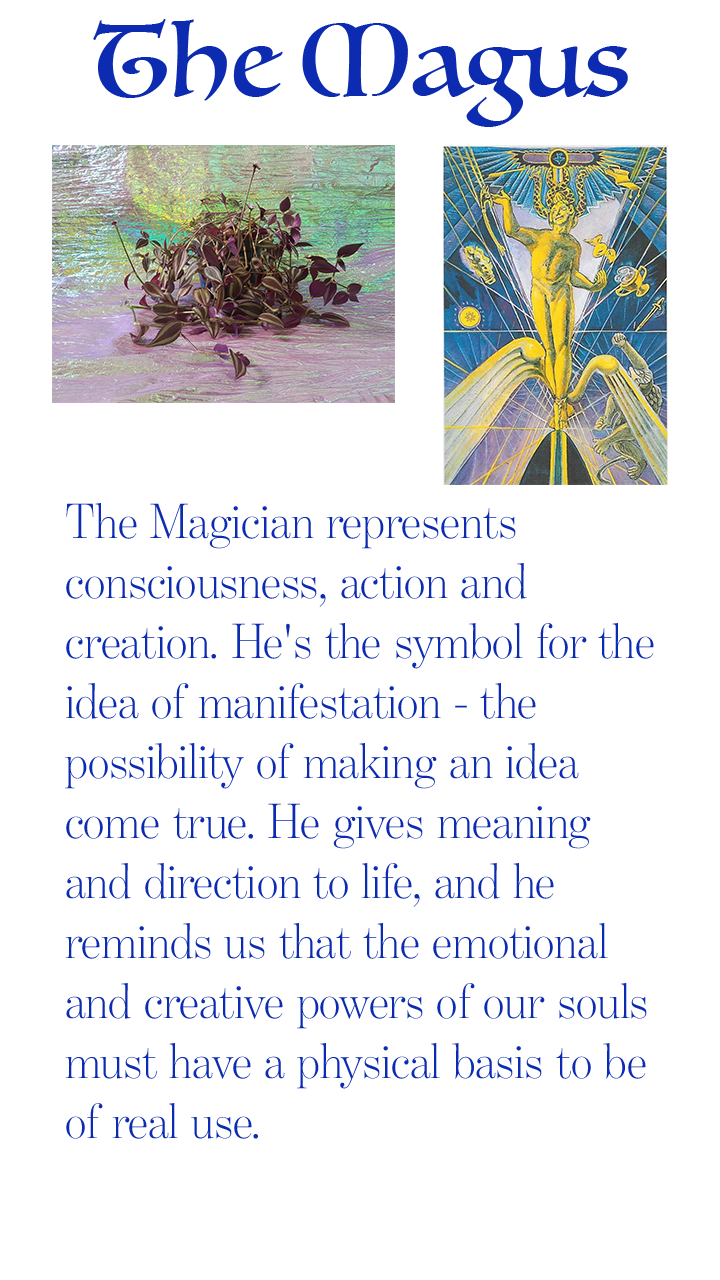 The Magus
The Magician represents
consciousness, action and
creation. He's the symbol for the
idea of manifestation - the
possibility of making an idea
come true. He gives meaning
and direction to life, and he
reminds us that the emotional
and creative powers of our souls
must have a physical basis to be
of real use.